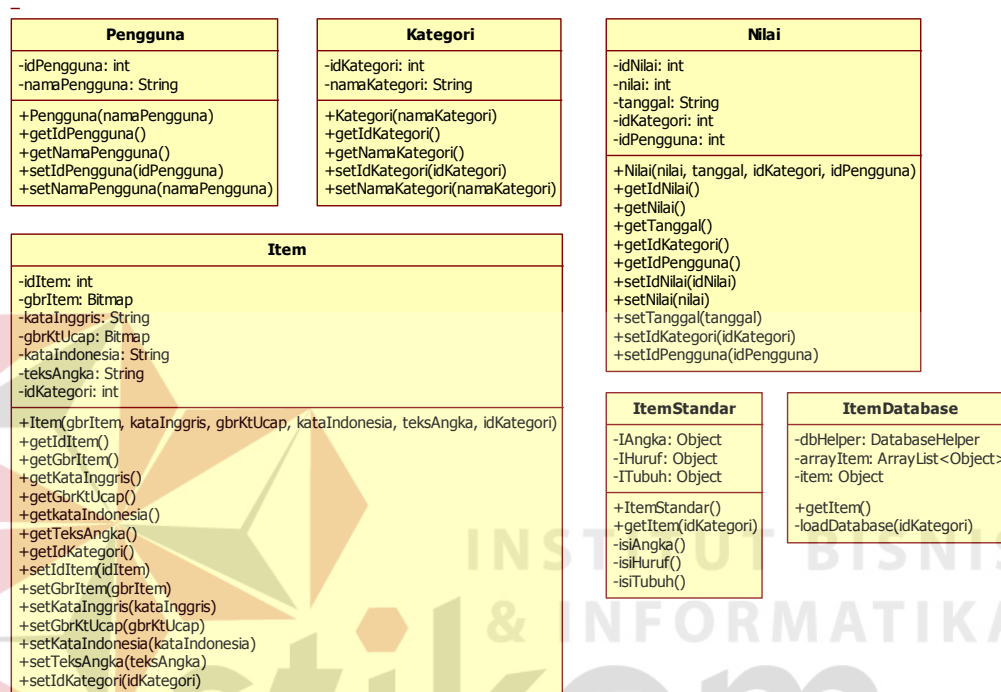 Pengguna
-idPengguna: int
-namaPengguna: String
+Pengguna(namaPengguna)
+getIdPengguna()
+getNamaPengguna()
+setIdPengguna(idPengguna)
+setNamaPengguna(namaPengguna)
Kategori
-idKategori: int
-namaKategori: String
+Kategori(namaKategori)
+getIdKategori()
+getNamaKategori()
+setIdKategori(idKategori)
+setNamaKategori(namaKategori)
Nilai
-idNilai: int
-nilai: int
-tanggal: String
-idKategori: int
-idPengguna: int
+Nilai(nilai, tanggal, idKategori, idPengguna)
+getIdNilai()
+getNilai()
+getTanggal()
+getIdKategori()
+getIdPengguna()
+setIdNilai(idNilai)
+setNilai(nilai)
+setTanggal(tanggal)
+setIdKategori(idKategori)
+setIdPengguna(idPengguna)
Item
-idItem: int
-gbrItem: Bitmap
-kataInggris: String
-gbrKtUcap: Bitmap
-kataIndonesia: String
-teksAngka: String
-idKategori: int
+Item(gbrItem, kataInggris, gbrKtUcap, kataIndonesia, teksAngka, idKategori)
+getIdItem()
+getGbrItem()
+getKataInggris()
+getGbrKtUcap()
+getkataIndonesia()
+getTeksAngka()
+getIdKategori()
+setIdItem(idItem)
+setGbrItem(gbrItem)
+setKataInggris(kataInggris)
+setGbrKtUcap(gbrKtUcap)
+setKataIndonesia(kataIndonesia)
+setTeksAngka(teksAngka)
+setIdKategori(idKategori)
ItemStandar
-IAngka: Object
-IHuruf: Object
-ITubuh: Object
+ItemStandar()
+getItem(idKategori)
-isiAngka()
-isiHuruf()
-isiTubuh()
ItemDatabase
-dbHelper: DatabaseHelper
-arrayItem: ArrayList<Object>
-item: Object
+getItem()
-loadDatabase(idKategori)
INSTITUT BISNIS
& INFORMATIKA